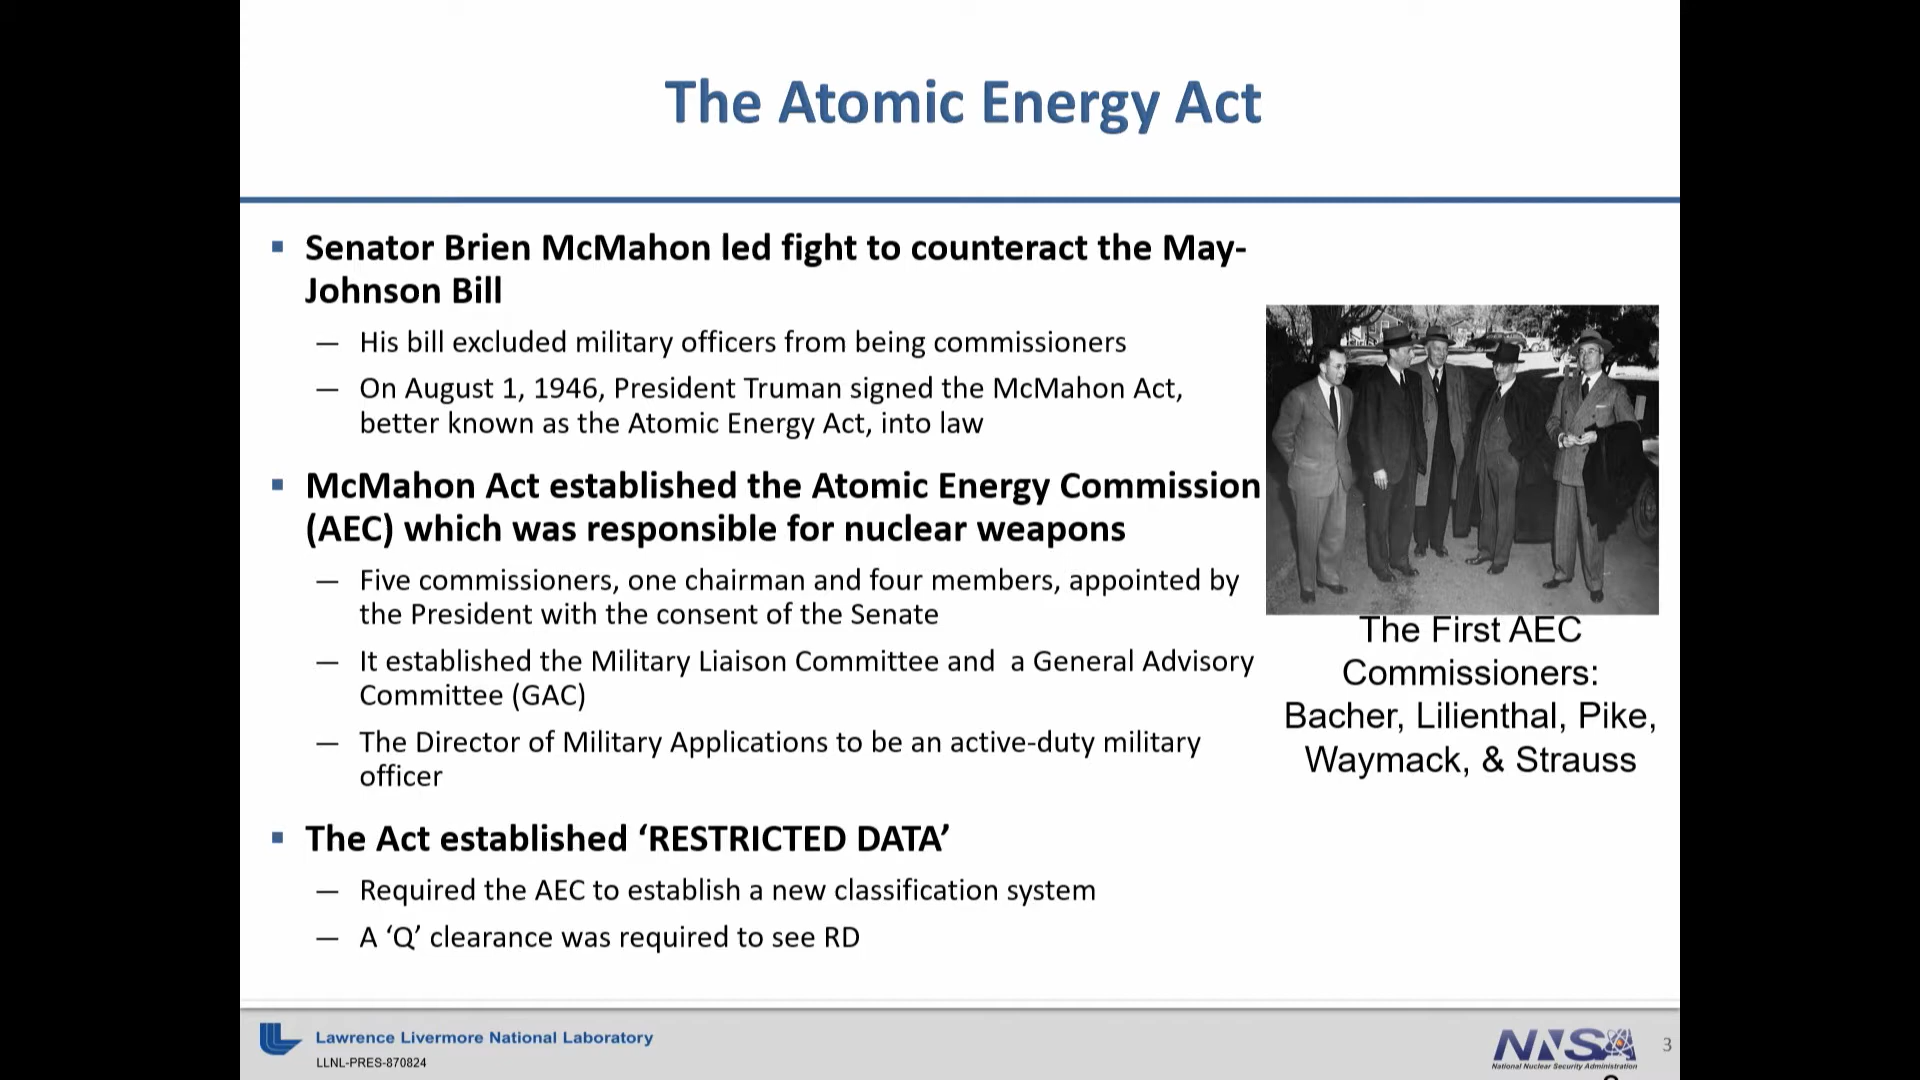 The Atomic Energy Act
▪ Senator Brien McMahon led fight to counteract the May-
Johnson Bill
— His bill excluded military officers from being commissioners
— On August 1, 1946, President Truman signed the McMahon Act,
better known as the Atomic Energy Act, into law
▪ McMahon Act established the Atomic Energy Commission
(AEC) which was responsible for nuclear weapons
— Five commissioners, one chairman and four members, appointed by
the President with the consent of the Senate
— It established the Military Liaison Committee and  a General Advisory
Committee (GAC)
— The Director of Military Applications to be an active-duty military
officer
▪ The Act established ‘RESTRICTED DATA’
— Required the AEC to establish a new classification system
— A ‘Q’ clearance was required to see RD
The First AEC
Commissioners:
Bacher, Lilienthal, Pike,
Waymack, & Strauss
Lawrence Livermore National Laboratory
LLNL-PRES-870824
NNSA
National Nuclear Security Administration
3